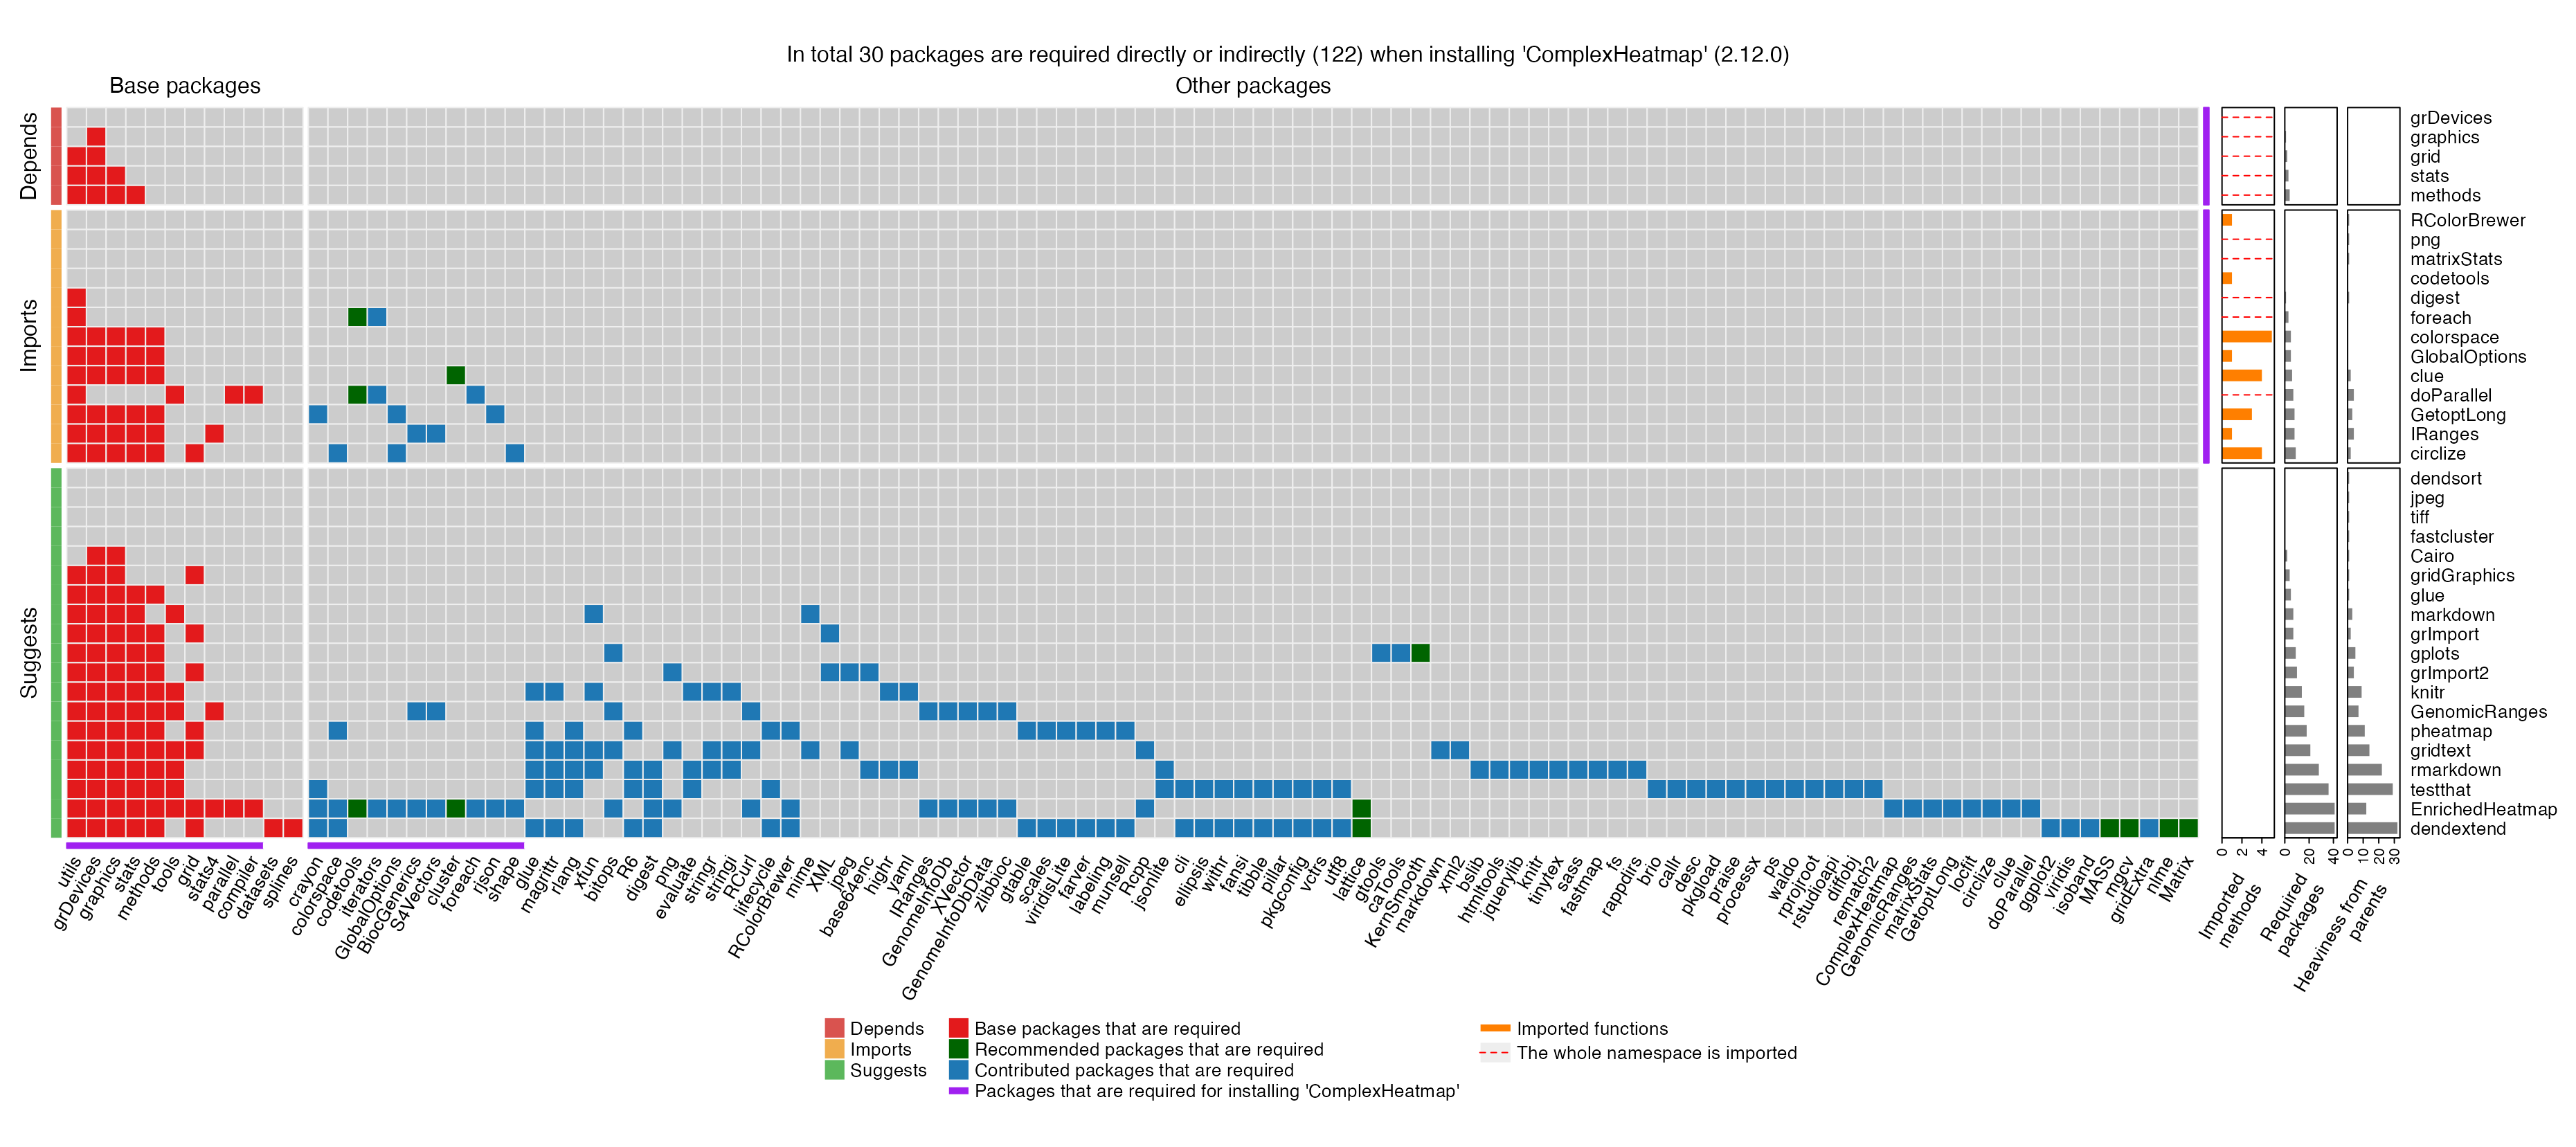 In total 30 packages are required directly or indirectly (122) when installing 'ComplexHeatmap' (2.12.0)
Base packages
Other packages
Depends
Imports
Suggests
grDevices
graphics
grid
stats
methods
RColorBrewer
png
matrixStats
codetools
digest
foreach
colorspace
GlobalOptions
clue
doParallel
GetoptLong
IRanges
circlize
dendsort
jpeg
tiff
fastcluster
Cairo
gridGraphics
glue
markdown
grImport
gplots
grImport2
knitr
GenomicRanges
pheatmap
gridtext
rmarkdown
testthat
EnrichedHeatmap
dendextend
utils
grDevices
graphics
stats
methods
tools
grid
stats4
parallel
compiler
datasets
splines
crayon
colorspace
codetools
iterators
GlobalOptions
BiocGenerics
S4Vectors
cluster
foreach
rjson
shape
glue
magrittr
rlang
xfun
bitops
R6
digest
png
evaluate
stringr
stringi
RCurl
lifecycle
RColorBrewer
mime
XML
jpeg
base64enc
highr
yaml
IRanges
GenomeInfoDb
XVector
GenomeInfoDbData
zlibbioc
gtable
scales
viridisLite
farver
labeling
munsell
Rcpp
jsonlite
cli
ellipsis
withr
fansi
tibble
pillar
pkgconfig
vctrs
utf8
lattice
gtools
caTools
KernSmooth
markdown
xml2
bslib
htmltools
jquerylib
knitr
tinytex
sass
fastmap
fs
rappdirs
brio
callr
desc
pkgload
praise
processx
ps
waldo
rprojroot
rstudioapi
diffobj
rematch2
ComplexHeatmap
GenomicRanges
matrixStats
GetoptLong
locfit
circlize
clue
doParallel
ggplot2
viridis
isoband
MASS
mgcv
gridExtra
nlme
Matrix
0 2 4
0 20 40
0 10 20 30
Imported
methods
Required
packages
Heaviness from
parents
Depends
Imports
Suggests
Base packages that are required
Recommended packages that are required
Contributed packages that are required
Packages that are required for installing 'ComplexHeatmap'
Imported functions
The whole namespace is imported